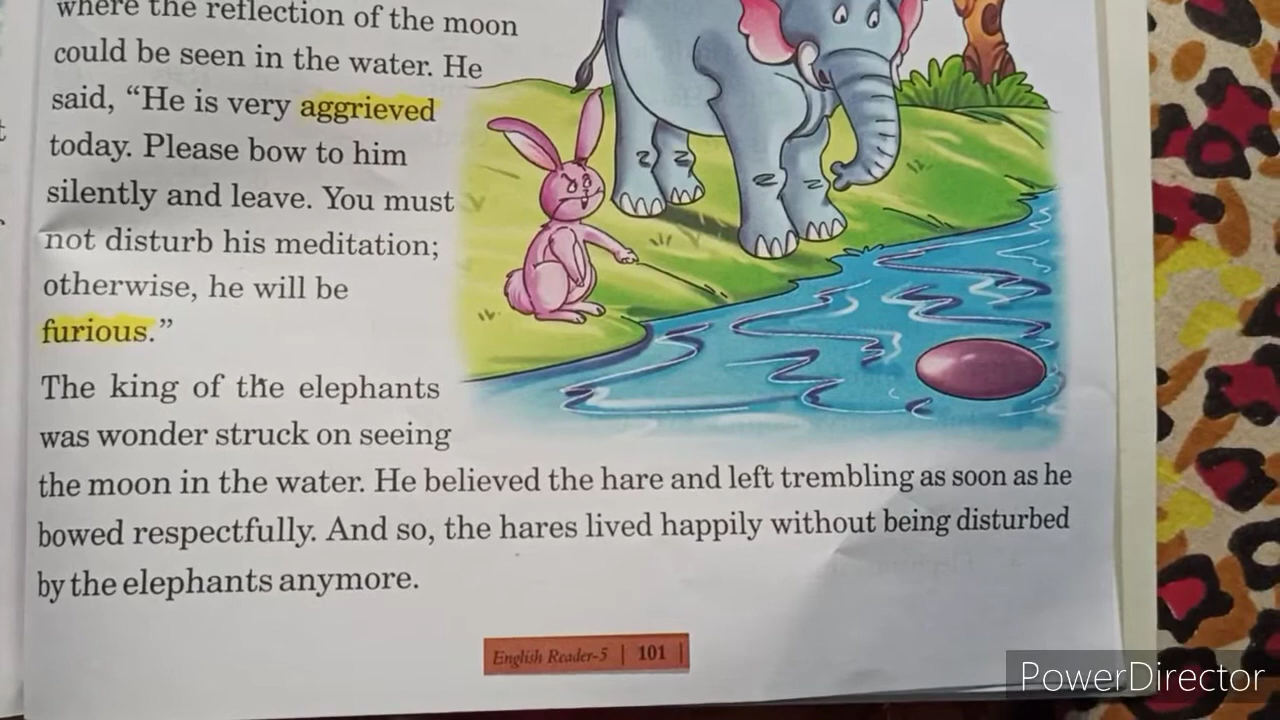 where the reflection of the moon
could be seen in the water. He
said, “He is very aggrieved
today. Please bow to him
silently and leave. You must
not disturb his meditation;
otherwise, he will be
furious.”
The king of the elephants
was wonder struck on seeing
the moon in the water. He believed the hare and left trembling as soon as he
bowed respectfully. And so, the hares lived happily without being disturbed
by the elephants anymore.
English Reader-5 | 101 |
PowerDirector